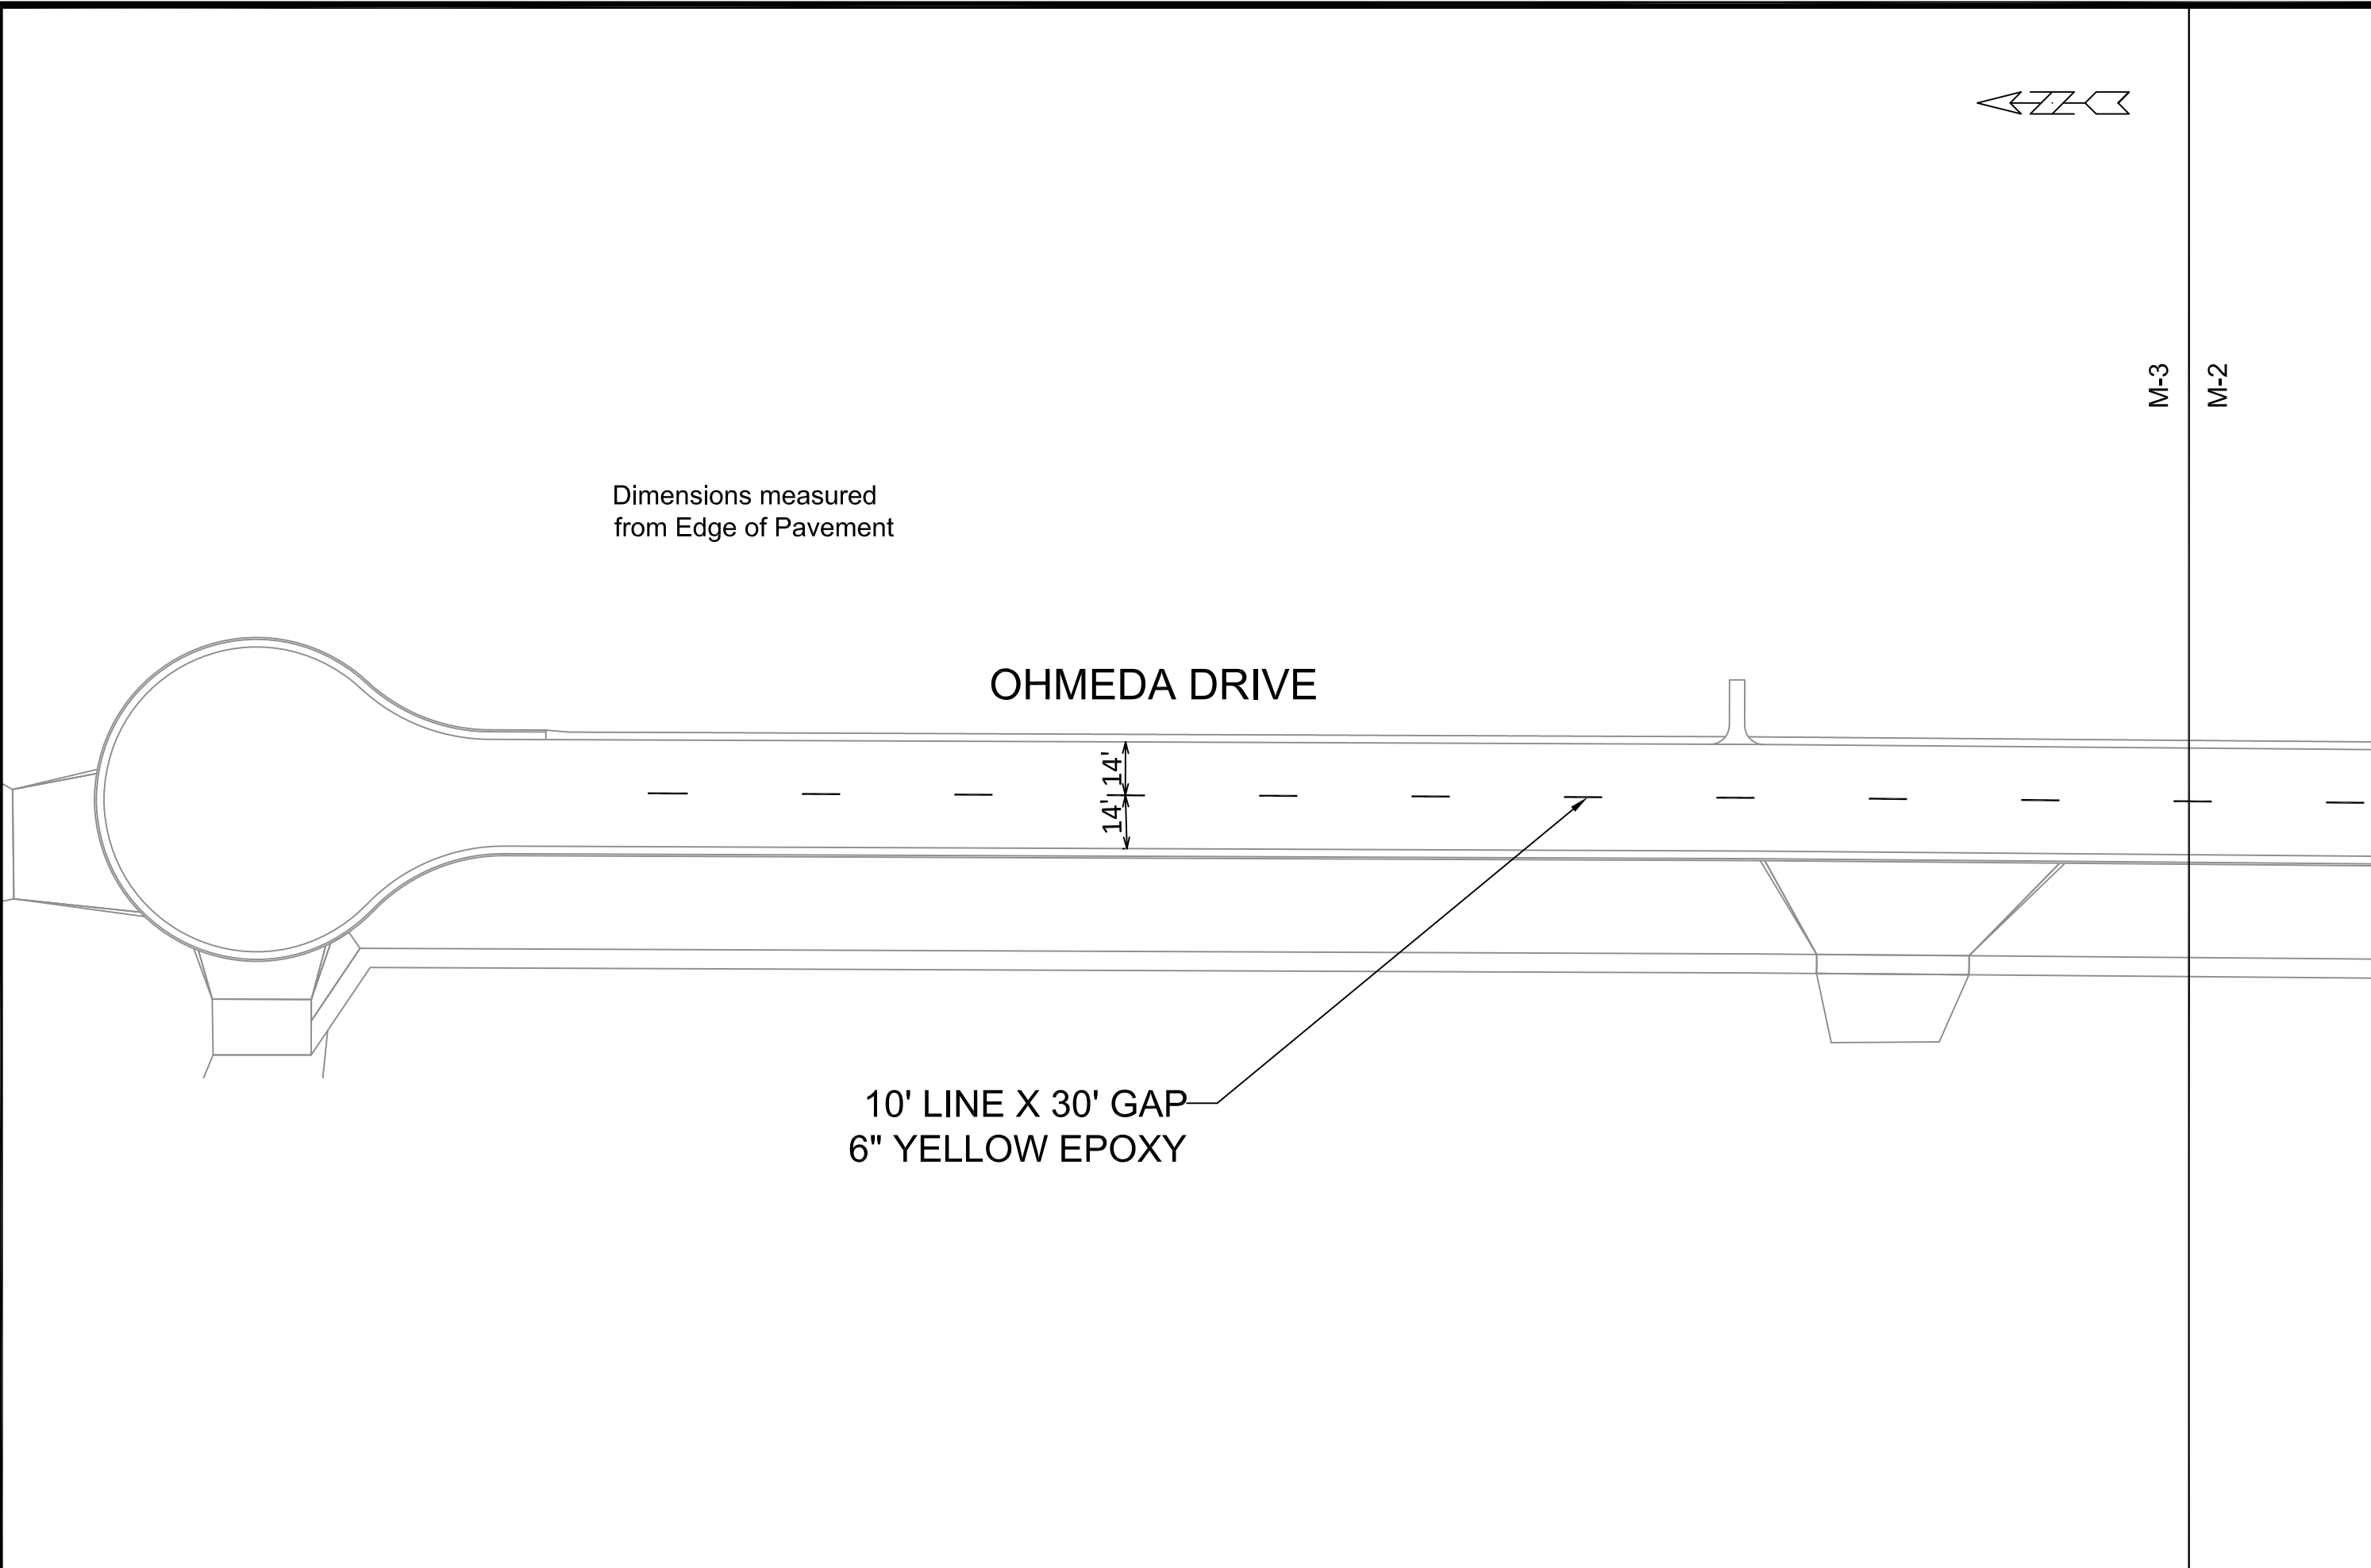 N
M-3
M-2
Dimensions measured
from Edge of Pavement
OHMEDA DRIVE
14'
14'
10' LINE X 30' GAP
6" YELLOW EPOXY